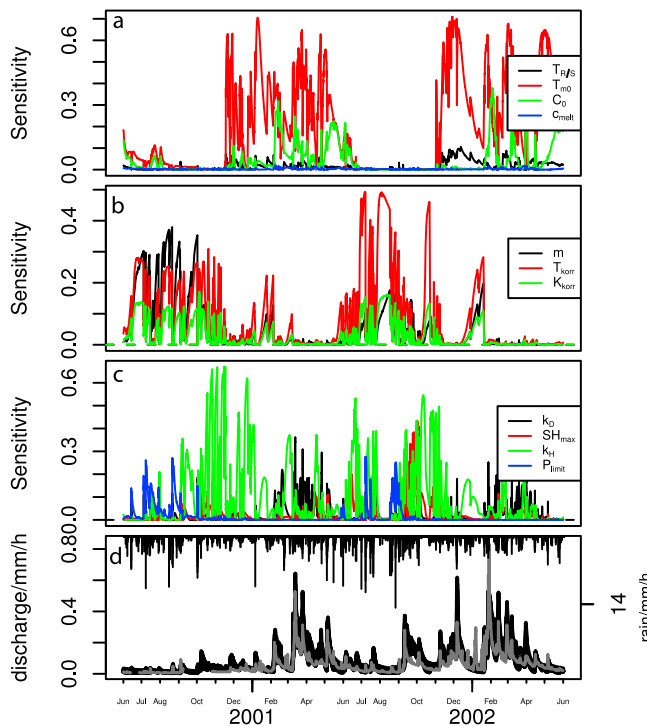 a
Sensitivity
0.6
0.3
0.0
T_R/S
T_m0
C_0
c_melt
b
Sensitivity
0.4
0.2
0.0
m
T_korr
K_korr
c
Sensitivity
0.6
0.3
0.0
k_D
SH_max
k_H
P_limit
d
discharge/mm/h
0.80
0.4
0.0
14
rain/mm/h
Jun Jul Aug Oct Dec Feb Apr Jun Jul Aug Oct Dec Feb Apr Jun
2001 2002